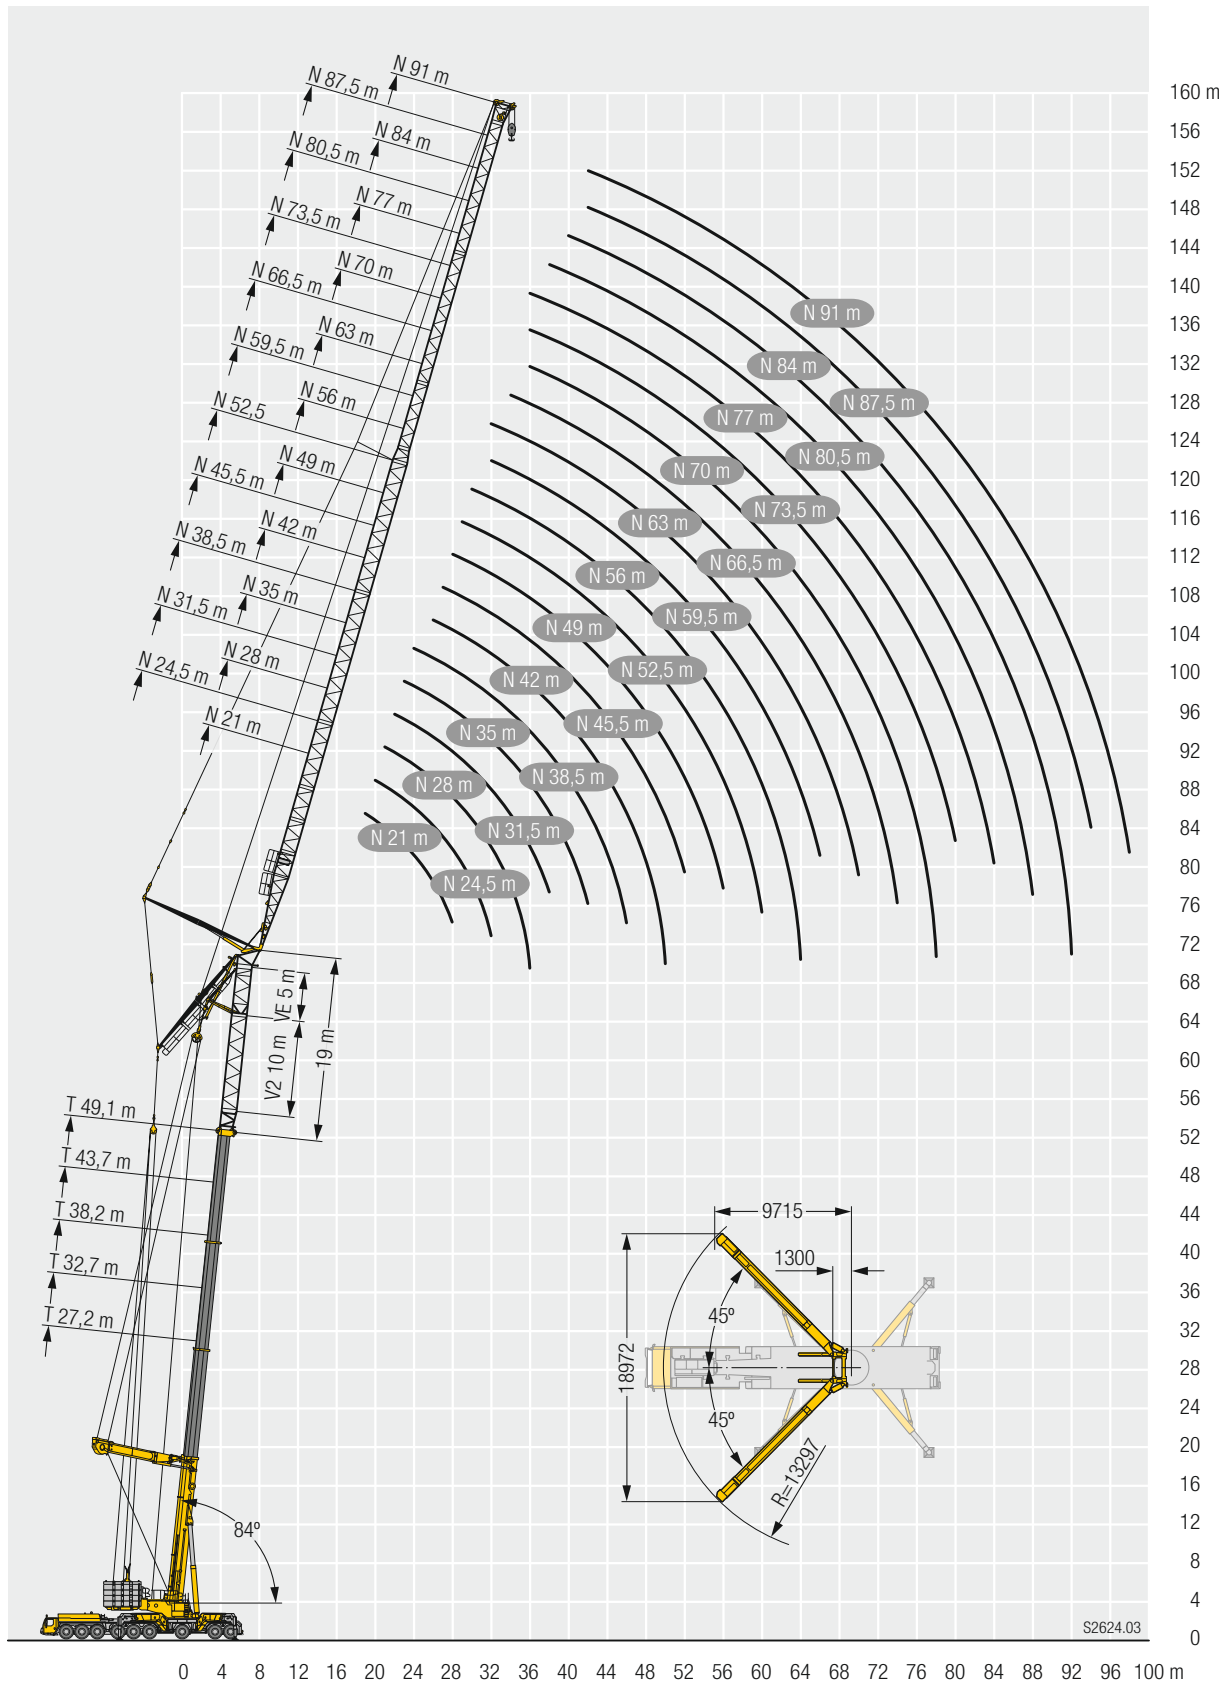 N 91 m
N 87,5 m
N 84 m
N 80,5 m
N 77 m
N 73,5 m
N 70 m
N 66,5 m
N 63 m
N 59,5 m
N 56 m
N 52,5
N 49 m
N 45,5 m
N 42 m
N 38,5 m
N 35 m
N 31,5 m
N 28 m
N 24,5 m
N 21 m
N 91 m
N 84 m
N 87,5 m
N 77 m
N 80,5 m
N 70 m
N 73,5 m
N 63 m
N 66,5 m
N 56 m
N 59,5 m
N 49 m
N 52,5 m
N 42 m
N 45,5 m
N 35 m
N 38,5 m
N 28 m
N 31,5 m
N 21 m
N 24,5 m
VE 5 m
V2 10 m
19 m
T 49,1 m
T 43,7 m
T 38,2 m
T 32,7 m
T 27,2 m
84º
9715
1300
18972
45º
45º
R=13297
S2624.03
160 m
156
152
148
144
140
136
132
128
124
120
116
112
108
104
100
96
92
88
84
80
76
72
68
64
60
56
52
48
44
40
36
32
28
24
20
16
12
8
4
0
0 4 8 12 16 20 24 28 32 36 40 44 48 52 56 60 64 68 72 76 80 84 88 92 96 100 m